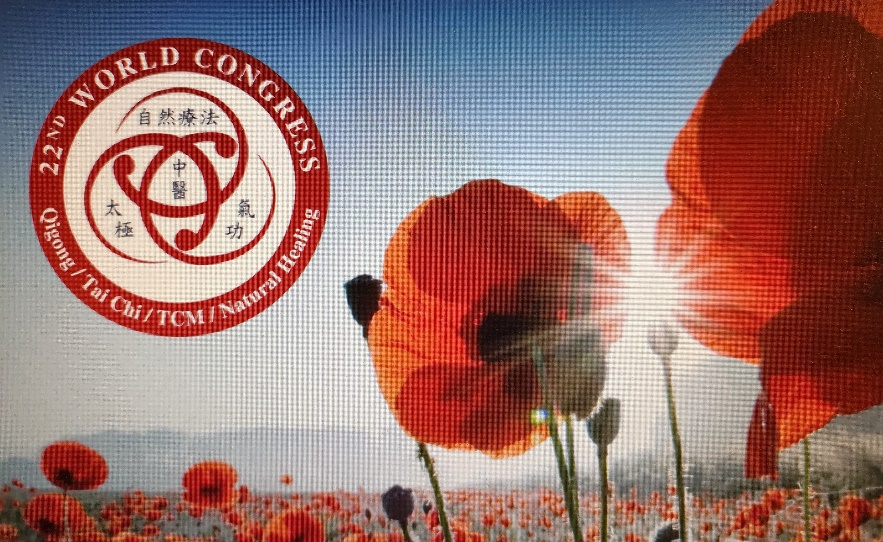 22ND WORLD CONGRESS
自然療法
中
醫
太
極
氣
功
Qigong / Tai Chi / TCM / Natural Healing